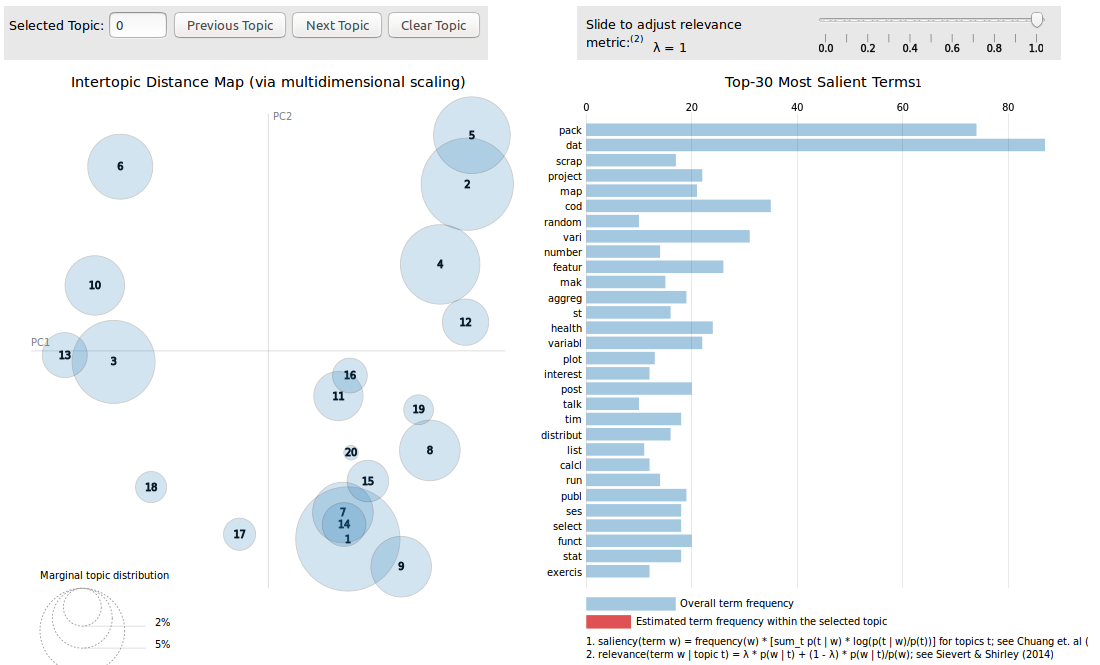 Selected Topic: 0 Previous Topic Next Topic Clear Topic
Slide to adjust relevance
metric:(2) λ = 1
0.0 0.2 0.4 0.6 0.8 1.0
Intertopic Distance Map (via multidimensional scaling)
PC2
PC1
5
6
2
4
10
12
13
3
16
11
19
8
20
15
18
7
14
17
1
9
Marginal topic distribution
2%
5%
Top-30 Most Salient Terms1
0 20 40 60 80
pack
dat
scrap
project
map
cod
random
vari
number
featur
mak
aggreg
st
health
variabl
plot
interest
post
talk
tim
distribut
list
calcl
run
publ
ses
select
funct
stat
exercis
Overall term frequency
Estimated term frequency within the selected topic
1. saliency(term w) = frequency(w) * [sum_t p(t | w) * log(p(t | w)/p(t))] for topics t; see Chuang et. al (
2. relevance(term w | topic t) = λ * p(w | t) + (1 - λ) * p(w | t)/p(w); see Sievert & Shirley (2014)